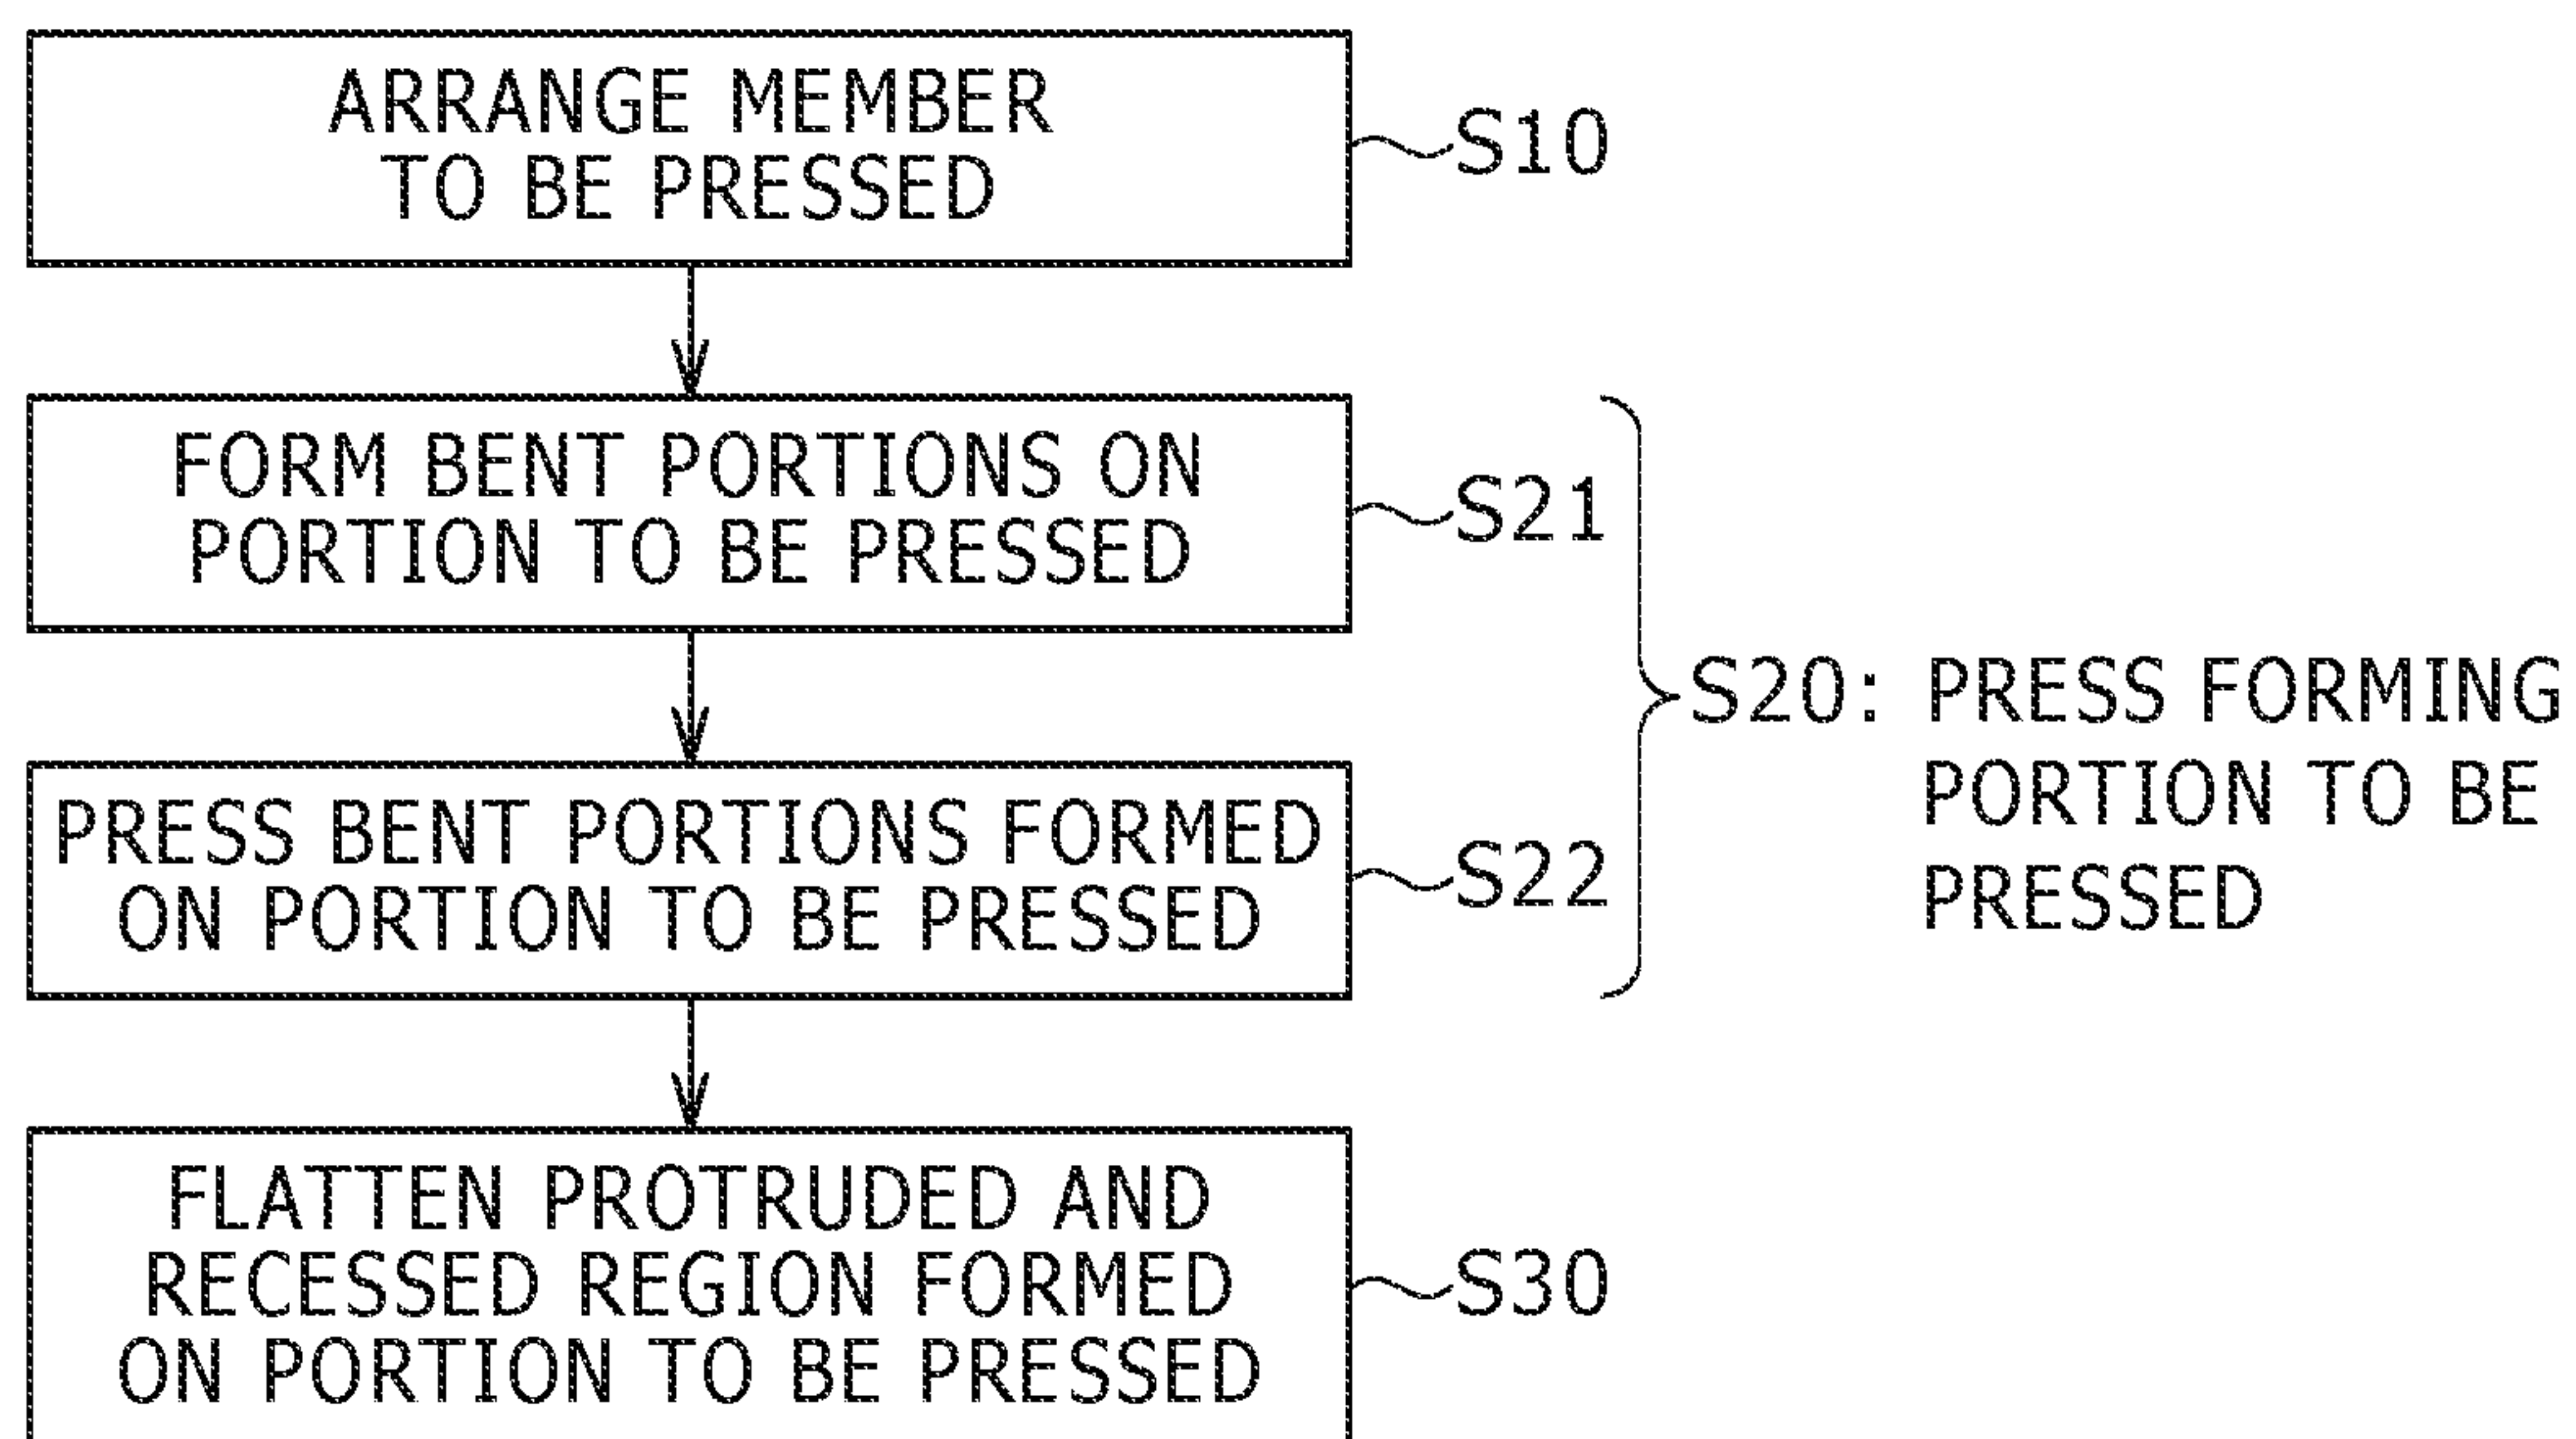 ARRANGE MEMBER
TO BE PRESSED
S10
FORM BENT PORTIONS ON
PORTION TO BE PRESSED
S21
PRESS BENT PORTIONS FORMED
ON PORTION TO BE PRESSED
S22
S20: PRESS FORMING
PORTION TO BE
PRESSED
FLATTEN PROTRUDED AND
RECESSED REGION FORMED
ON PORTION TO BE PRESSED
S30